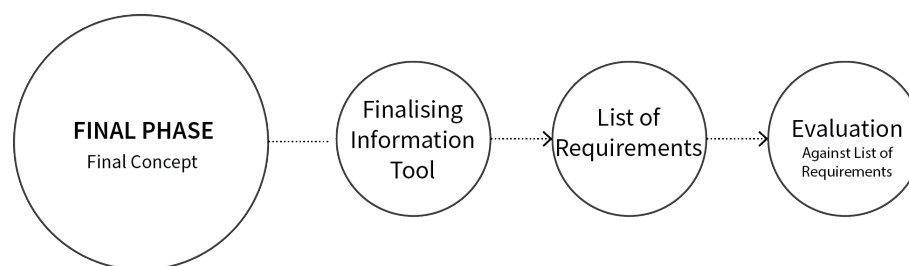 FINAL PHASE
Final Concept
Finalising
Information
Tool
List of
Requirements
Evaluation
Against List of
Requirements